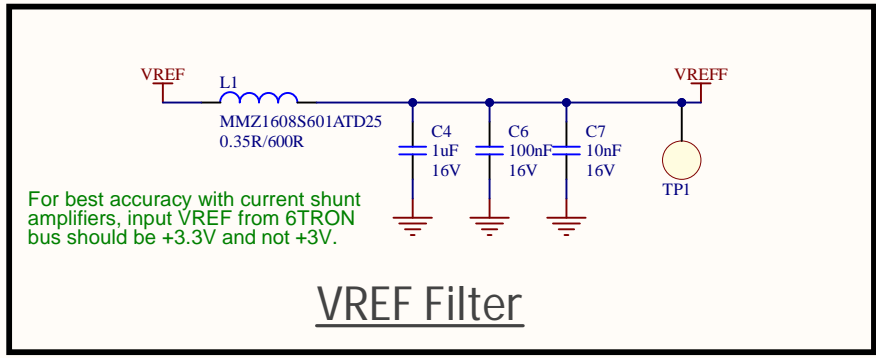 VREF
L1
MMZ1608S601ATD25
0.35R/600R
VREFF
C4
1uF
16V
C6
100nF
16V
C7
10nF
16V
TP1
For best accuracy with current shunt
amplifiers, input VREF from 6TRON
bus should be +3.3V and not +3V.
VREF Filter